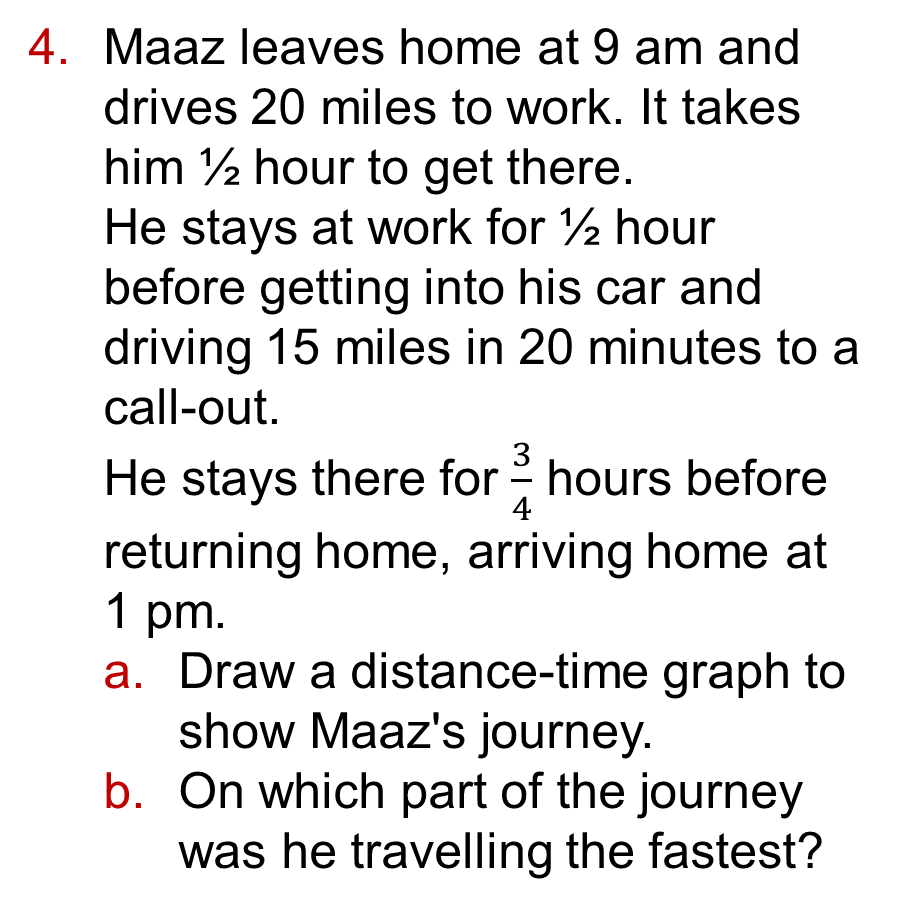 4. Maaz leaves home at 9 am and
drives 20 miles to work. It takes
him ½ hour to get there.
He stays at work for ½ hour
before getting into his car and
driving 15 miles in 20 minutes to a
call-out.
He stays there for 3/4 hours before
returning home, arriving home at
1 pm.
a. Draw a distance-time graph to
show Maaz's journey.
b. On which part of the journey
was he travelling the fastest?